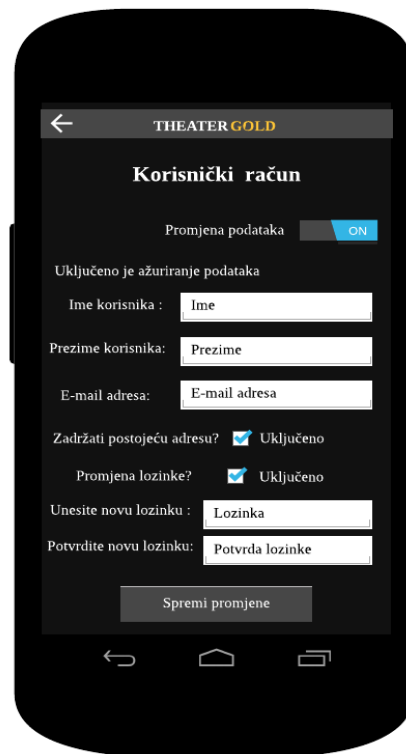 THEATER GOLD
Korisnički račun
Promjena podataka ON
Uključeno je ažuriranje podataka
Ime korisnika : Ime
Prezime korisnika: Prezime
E-mail adresa: E-mail adresa
Zadržati postojeću adresu? Uključeno
Promjena lozinke? Uključeno
Unesite novu lozinku : Lozinka
Potvrdite novu lozinku: Potvrda lozinke
Spremi promjene